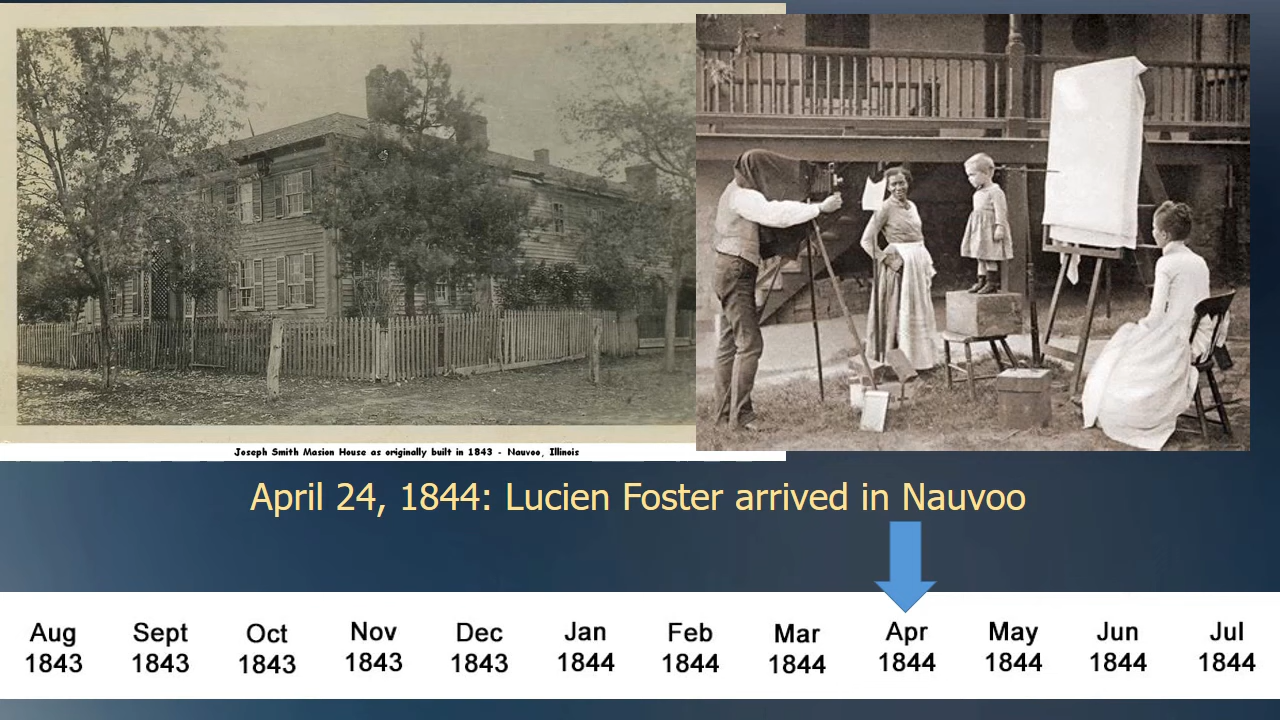 Joseph Smith Masion House as originally built in 1843 - Nauvoo, Illinois
April 24, 1844: Lucien Foster arrived in Nauvoo
Aug Sept Oct Nov Dec Jan Feb Mar Apr May Jun Jul
1843 1843 1843 1843 1843 1844 1844 1844 1844 1844 1844 1844